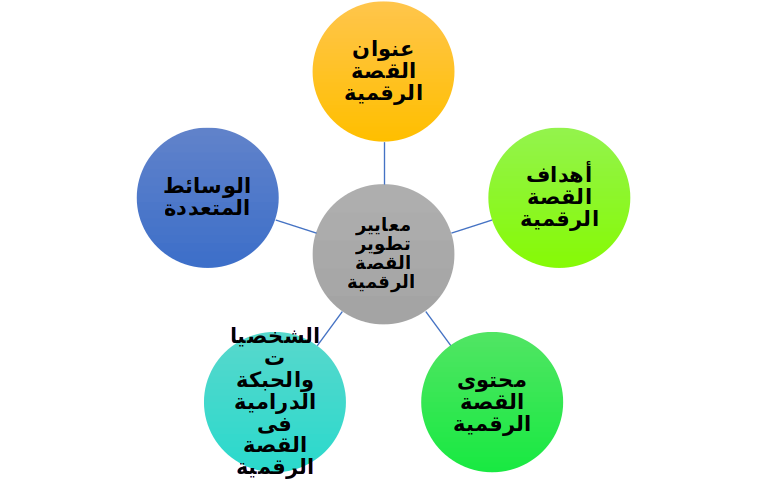 عنوان
القصة
الرقمية
أهداف
القصة
الرقمية
محتوى
القصة
الرقمية
الشخصيا
ت
والحبكة
الدرامية
فى
القصة
الرقمية
الوسائط
المتعددة
معايير
تطوير
القصة
الرقمية